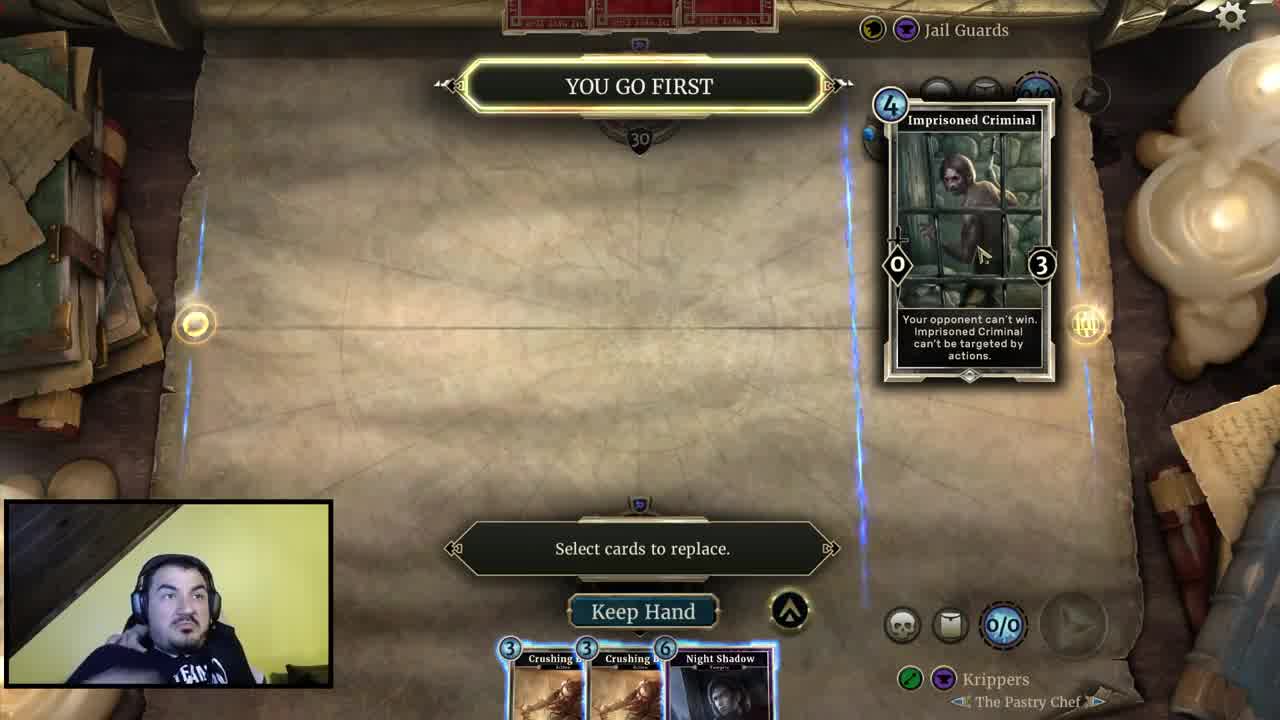 Jail Guards
YOU GO FIRST
30
4
Imprisoned Criminal
0
3
Your opponent can't win.
Imprisoned Criminal
can't be targeted by
actions.
Select cards to replace.
Keep Hand
0/0
3
Crushing
3
Crushing
6
Night Shadow
Krippers
The Pastry Chef